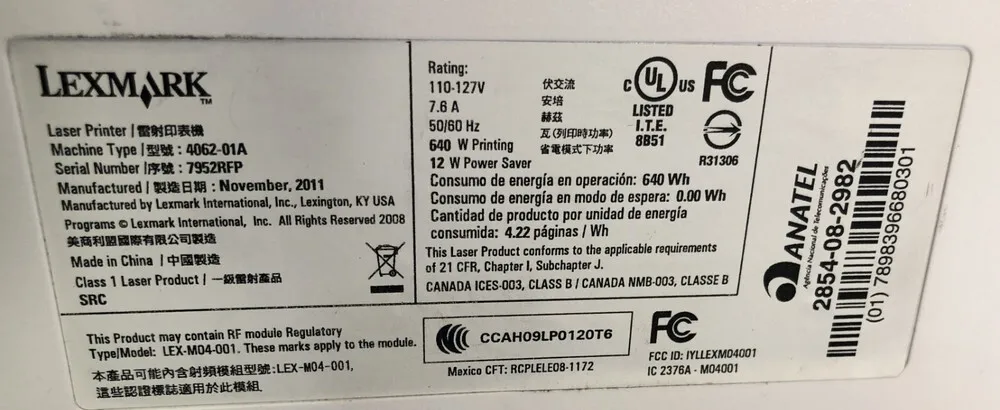 LEXMARK™
Laser Printer / 雷射印表機
Machine Type / 型號 : 4062-01A
Serial Number / 序號 : 7952RFP
Manufactured / 製造日期 : November, 2011
Manufactured by Lexmark International, Inc., Lexington, KY USA
Programs © Lexmark International, Inc. All Rights Reserved 2008
美商利盟國際有限公司製造
Made in China / 中國製造
Class 1 Laser Product / 一級雷射產品
SRC
Rating:
110-127V 伏交流
7.6 A 安培
50/60 Hz 赫茲
640 W Printing 瓦(列印時功率)
12 W Power Saver 省電模式下功率
Consumo de energía en operación: 640 Wh
Consumo de energía en modo de espera: 0.00 Wh
Cantidad de producto por unidad de energía
consumida: 4.22 páginas / Wh
This Laser Product conforms to the applicable requirements
of 21 CFR, Chapter I, Subchapter J.
CANADA ICES-003, CLASS B / CANADA NMB-003, CLASSE B
C UL US
LISTED
I.T.E.
8B51
FC
R31306
ANATEL
Agência Nacional de Telecomunicações
2854-08-2982
(01) 7898396680301
This Product may contain RF module Regulatory
Type/Model: LEX-M04-001. These marks apply to the module.
本產品可能內含射頻模組型號:LEX-M04-001,
這些認證標誌適用於此模組.
CCAH09LP0120T6
Mexico CFT: RCPLELE08-1172
FC
FCC ID: IYLLEXM04001
IC 2376A - M04001